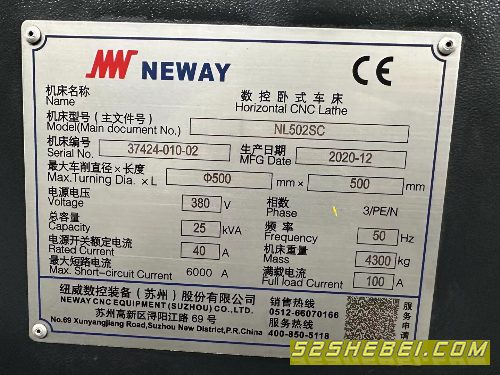 NEWAY
CE
机床名称 数控卧式车床
Name Horizontal CNC Lathe
机床型号(主文件号)
Model(Main document No.) NL502SC
机床编号 生产日期
Serial No. 37424-010-02 MFG Date 2020-12
最大车削直径×长度
Max.Turning Dia. × L Φ500 mm × 500 mm
电源电压 相数
Voltage 380 V Phase 3/PE/N
总容量 频率
Capacity 25 kVA Frequency 50 Hz
电源开关额定电流 机床重量
Rated Current 40 A Mass 4300 kg
最大短路电流 满载电流
Max. Short-circuit Current 6000 A Full load Current 100 A
纽威数控装备(苏州)股份有限公司 销售热线
NEWAY CNC EQUIPMENT (SUZHOU) CO., LTD. 0512-66070166
苏州高新区浔阳江路 69 号 服务热线
No.69 Xunyangjiang Road,Suzhou New District,P.R.China 400-850-5118
服务申请
52SHEBEI.COM